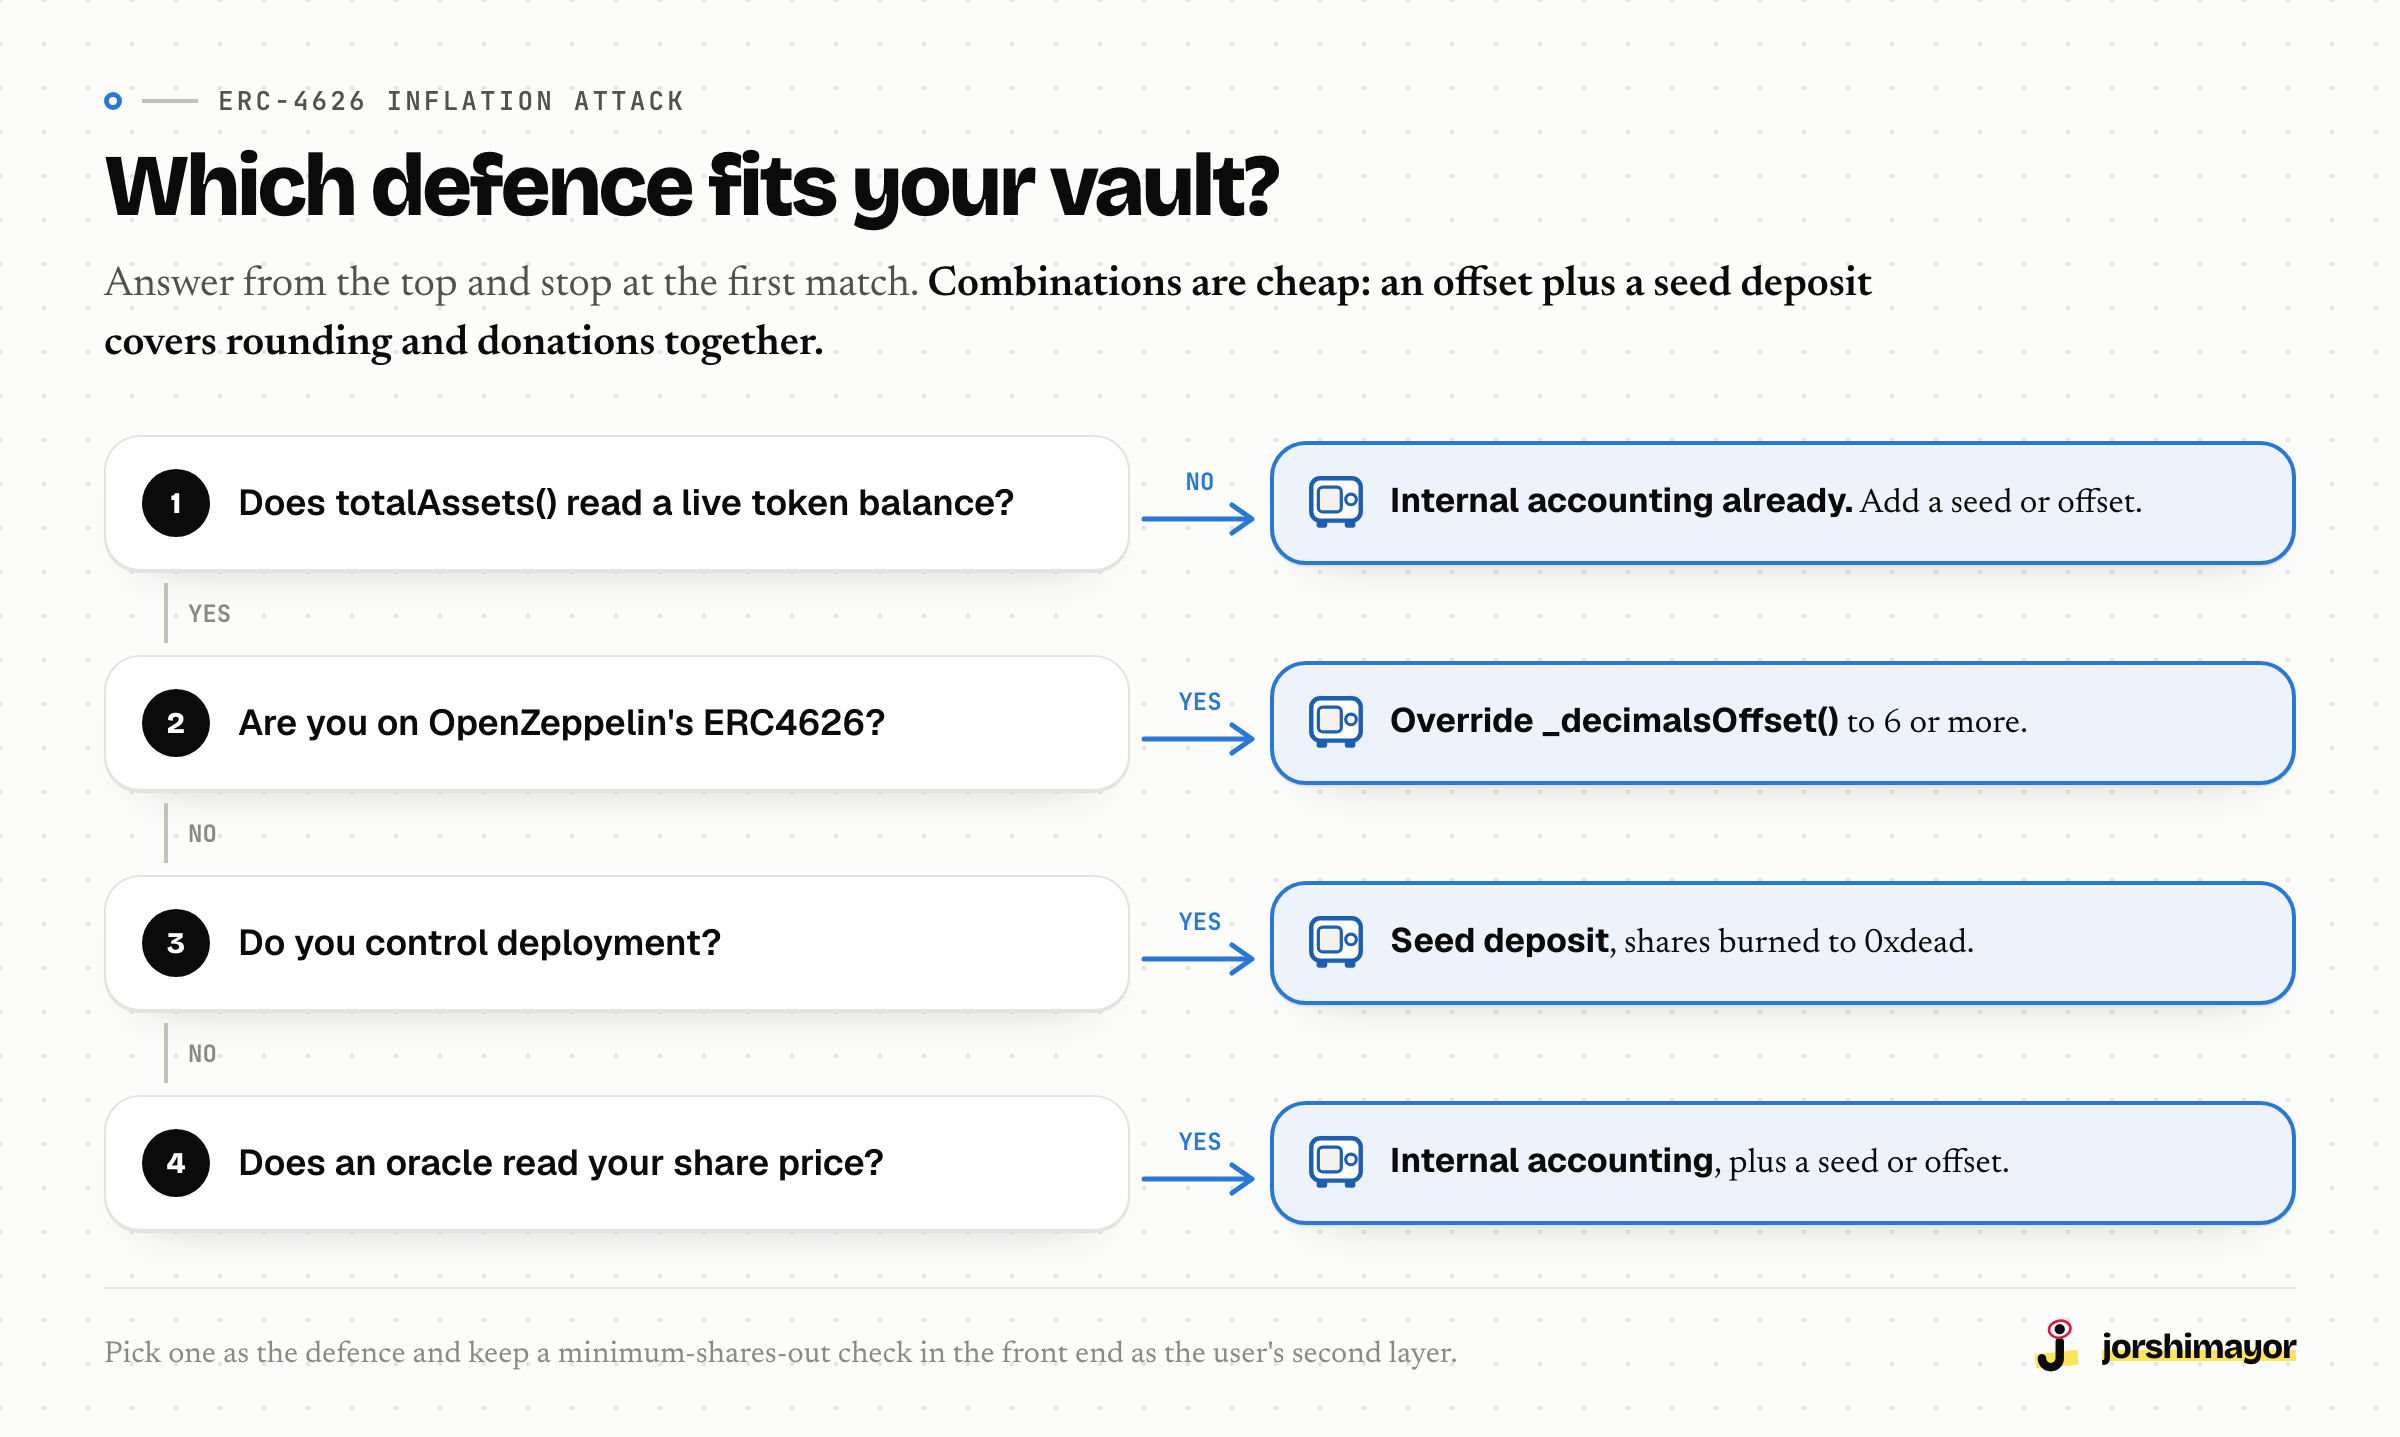 ERC-4626 INFLATION ATTACK
Which defence fits your vault?
Answer from the top and stop at the first match. Combinations are cheap: an offset plus a seed deposit
covers rounding and donations together.
1 Does totalAssets() read a live token balance?
NO
Internal accounting already. Add a seed or offset.
YES
2 Are you on OpenZeppelin's ERC4626?
YES
Override _decimalsOffset() to 6 or more.
NO
3 Do you control deployment?
YES
Seed deposit, shares burned to 0xdead.
NO
4 Does an oracle read your share price?
YES
Internal accounting, plus a seed or offset.
Pick one as the defence and keep a minimum-shares-out check in the front end as the user's second layer.
jorshimayor